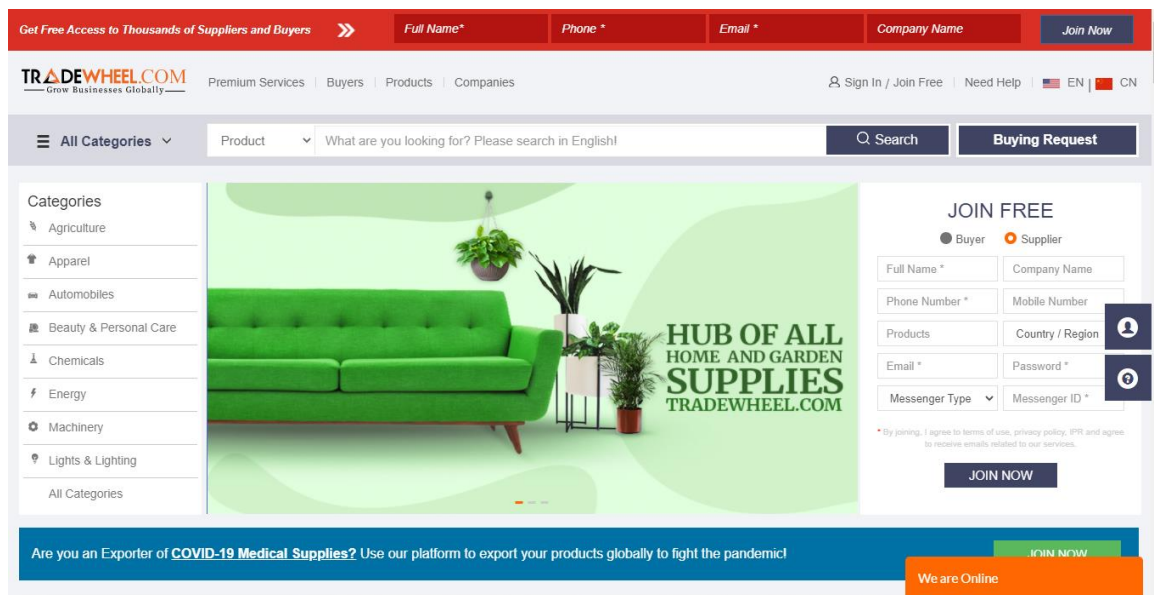 Get Free Access to Thousands of Suppliers and Buyers
Full Name*
Phone *
Email *
Company Name
Join Now
TRADEWHEEL.COM
Grow Businesses Globally
Premium Services | Buyers | Products | Companies
Sign In / Join Free | Need Help | EN | CN
All Categories
Product
What are you looking for? Please search in English!
Search
Buying Request
Categories
Agriculture
Apparel
Automobiles
Beauty & Personal Care
Chemicals
Energy
Machinery
Lights & Lighting
All Categories
HUB OF ALL
HOME AND GARDEN
SUPPLIES
TRADEWHEEL.COM
JOIN FREE
Buyer
Supplier
Full Name *
Company Name
Phone Number *
Mobile Number
Products
Country / Region
Email *
Password *
Messenger Type
Messenger ID *
* By joining, I agree to terms of use, privacy policy, IPR and agree
to receive emails related to our services.
JOIN NOW
Are you an Exporter of COVID-19 Medical Supplies? Use our platform to export your products globally to fight the pandemic!
JOIN NOW
We are Online